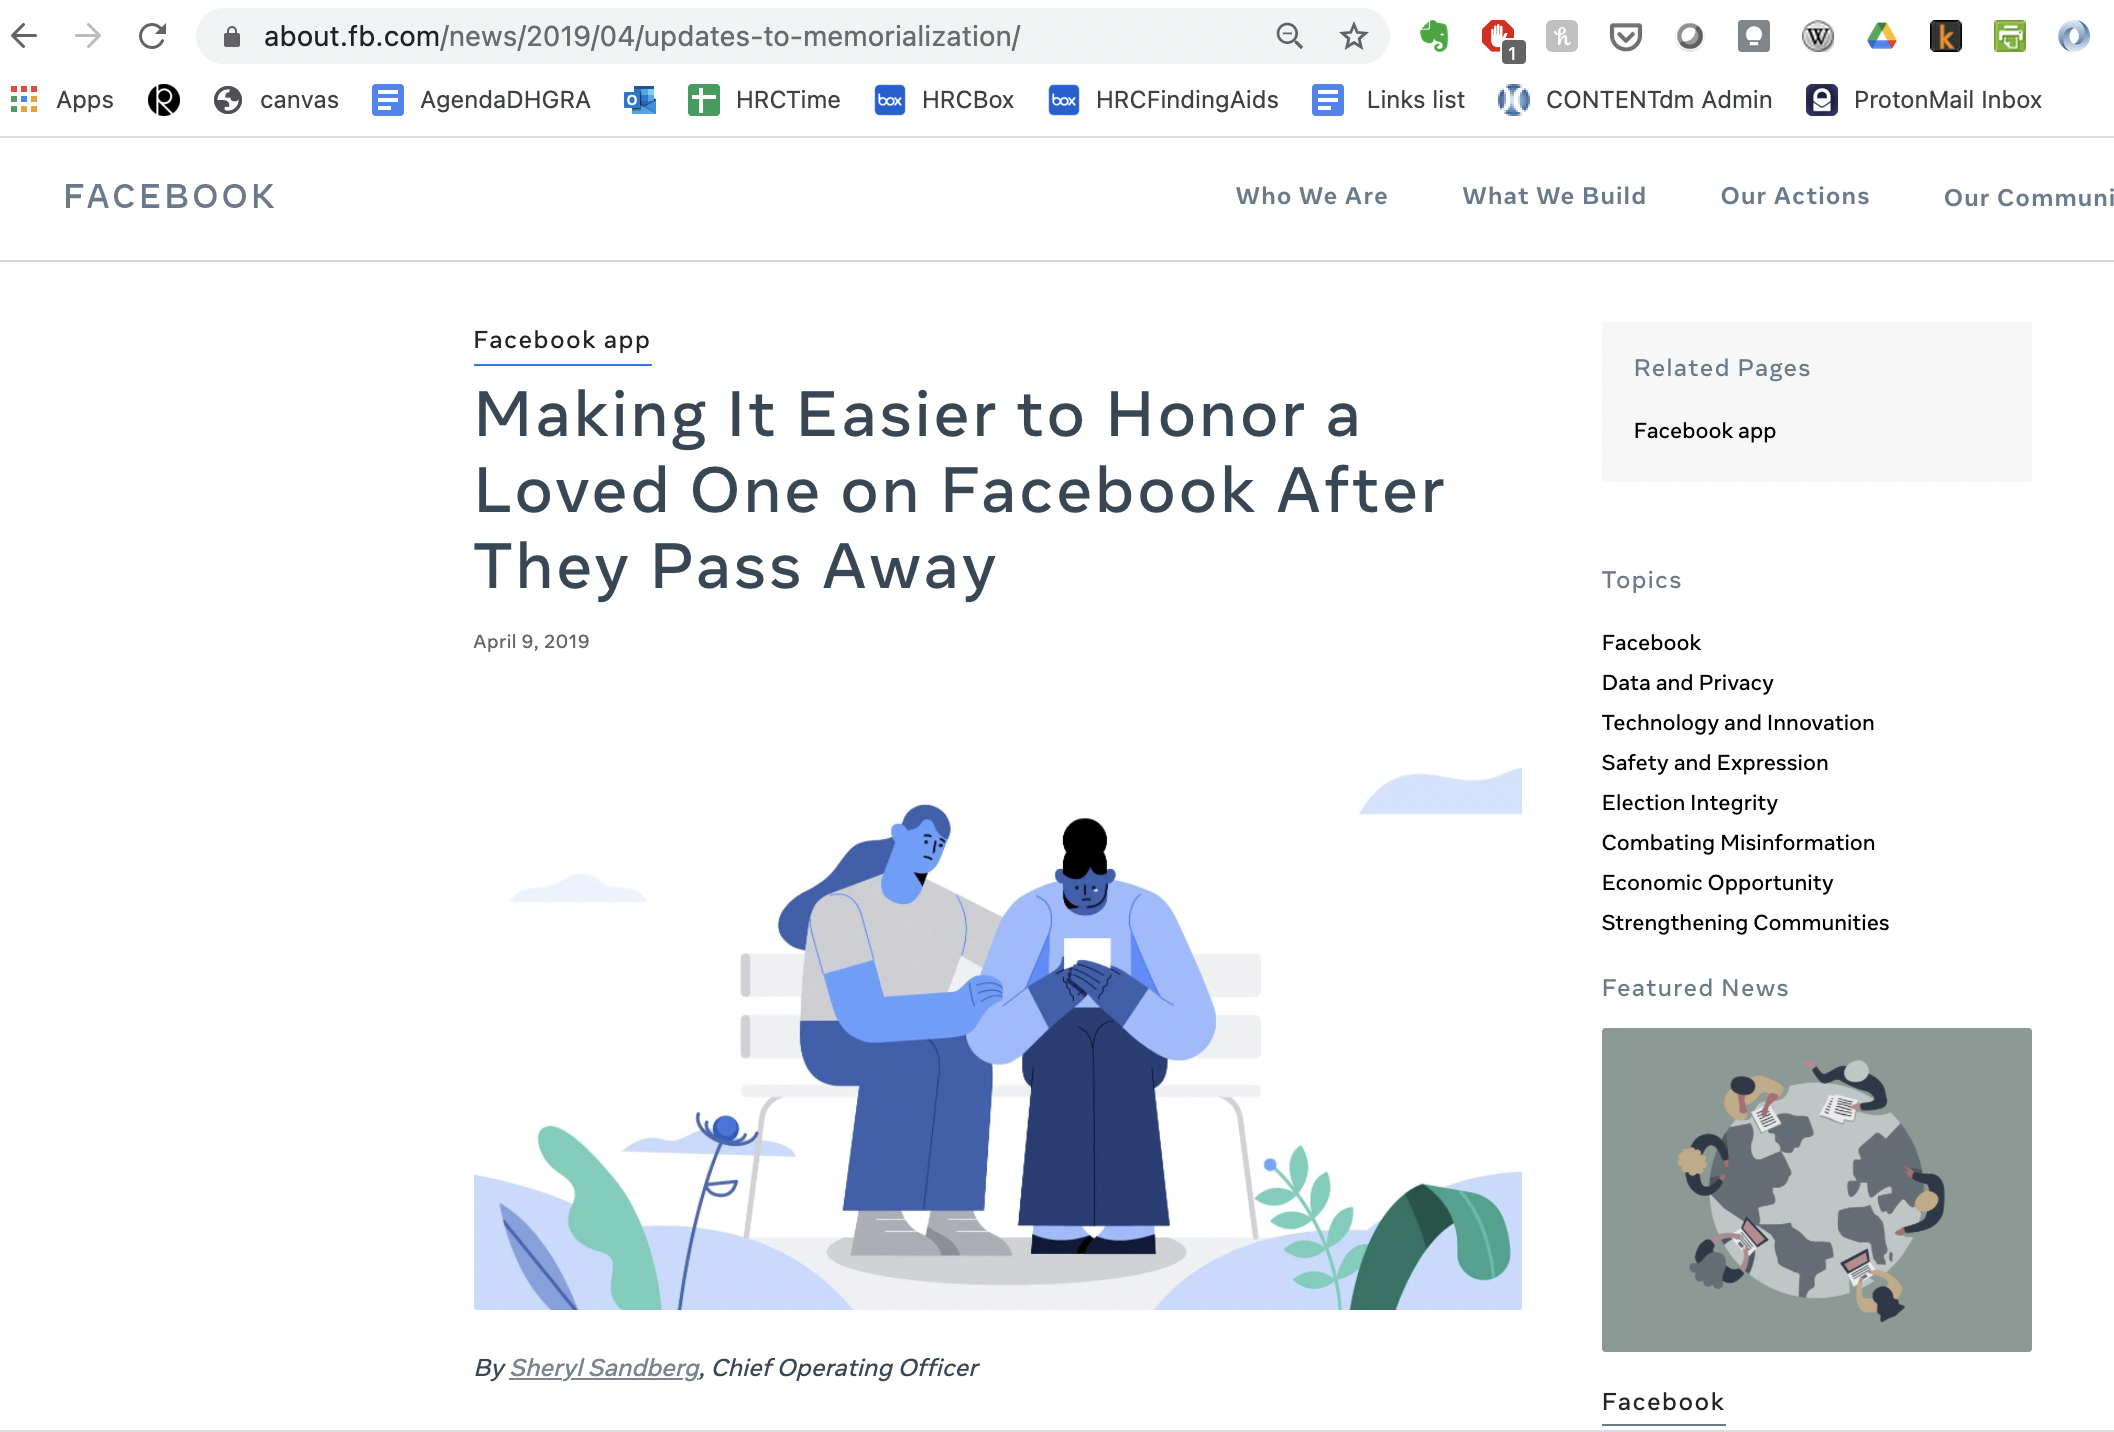 about.fb.com/news/2019/04/updates-to-memorialization/
1
h
W
k
Apps
R
canvas
AgendaDHGRA
o
HRCTime
box
HRCBox
box
HRCFindingAids
Links list
CONTENTdm Admin
ProtonMail Inbox
FACEBOOK
Who We Are
What We Build
Our Actions
Our Communi
Facebook app
Making It Easier to Honor a
Loved One on Facebook After
They Pass Away
April 9, 2019
By Sheryl Sandberg, Chief Operating Officer
Related Pages
Facebook app
Topics
Facebook
Data and Privacy
Technology and Innovation
Safety and Expression
Election Integrity
Combating Misinformation
Economic Opportunity
Strengthening Communities
Featured News
Facebook